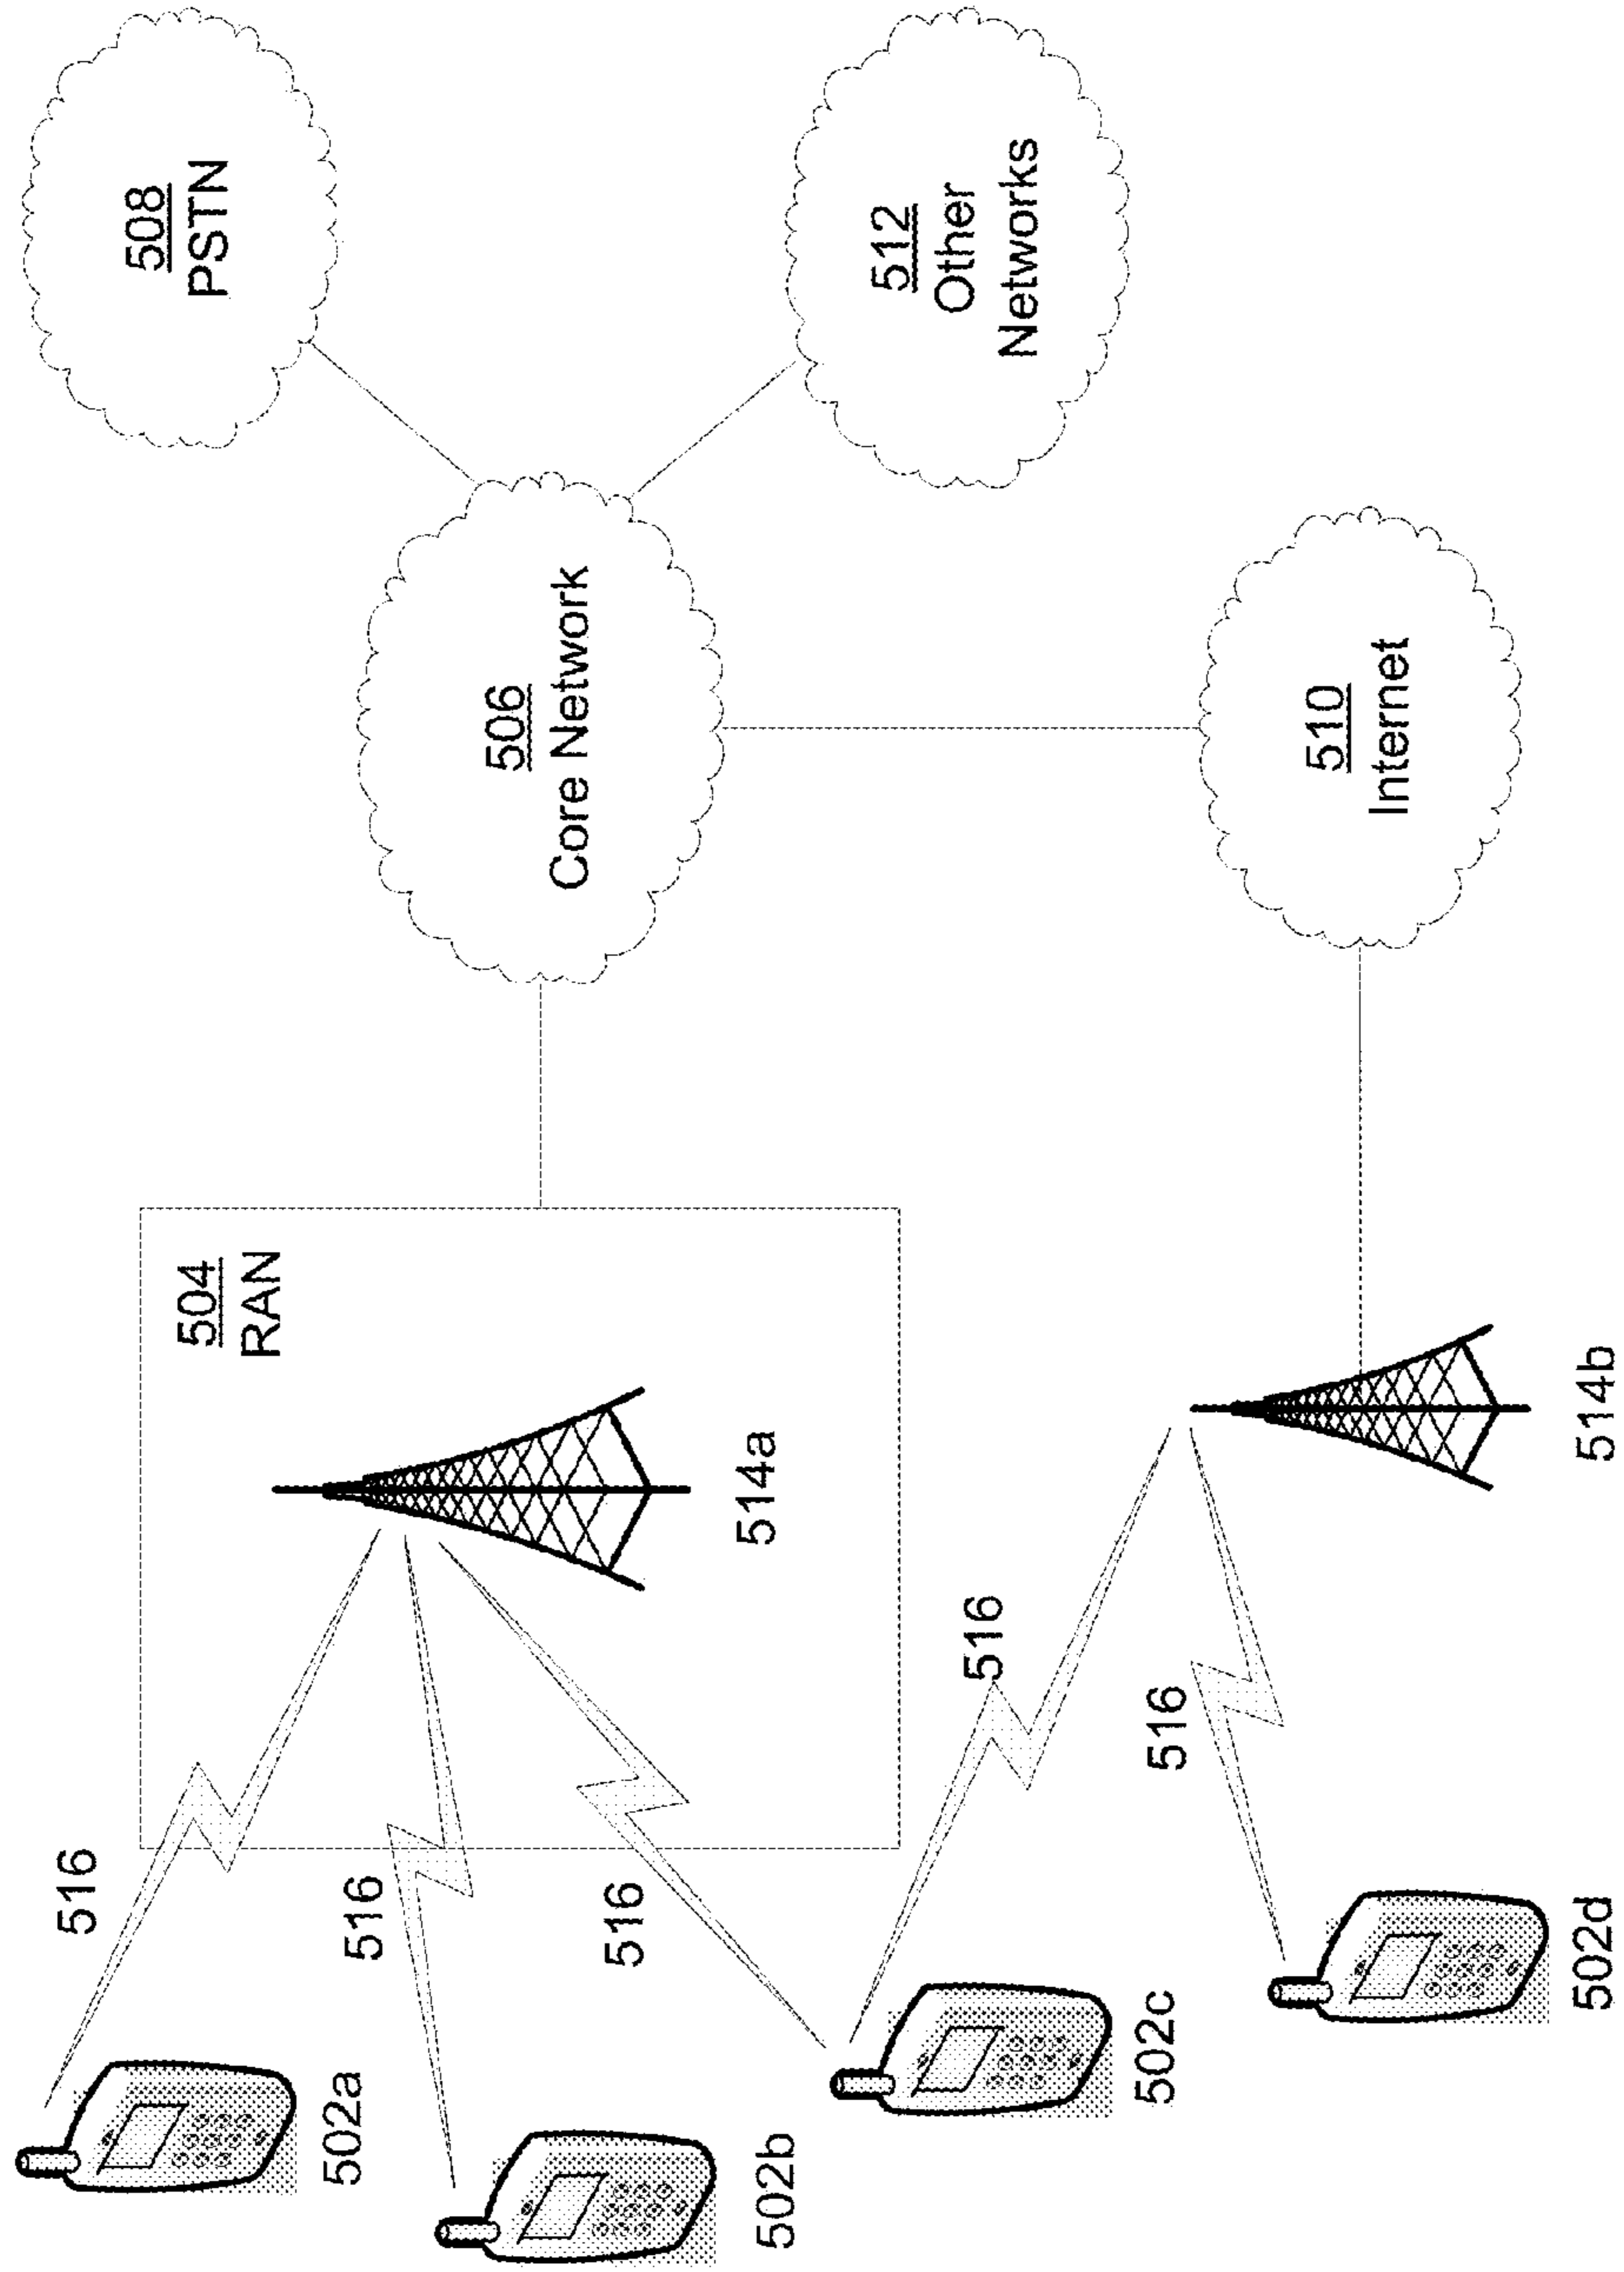 516
508
PSTN
504
RAN
502a
516
506
Core Network
516
514a
502b
512
Other
Networks
516
502c
516
510
Internet
502d
514b